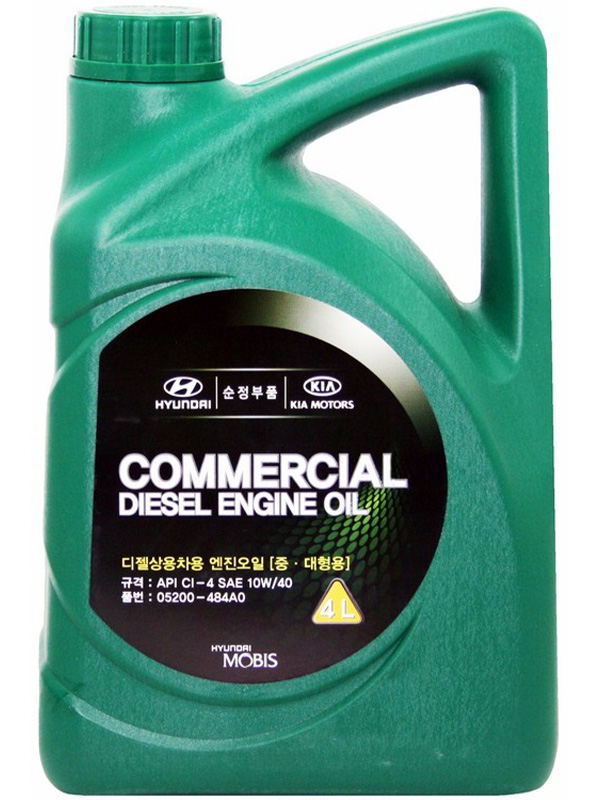 HYUNDAI 순정부품 KIA
KIA MOTORS
COMMERCIAL
DIESEL ENGINE OIL
디젤상용차용 엔진오일 [중·대형용]
규격 : API CI-4 SAE 10W/40
품번 : 05200-484A0
4 L
HYUNDAI
MOBIS